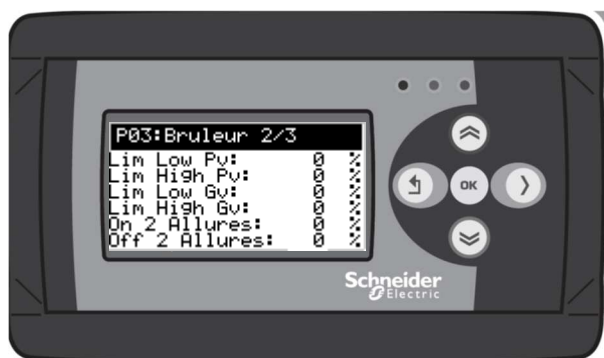 P03:Bruleur 2/3
Lim Low Pv: 0 %
Lim High Pv: 0 %
Lim Low Gv: 0 %
Lim High Gv: 0 %
On 2 Allures: 0 %
Off 2 Allures: 0 %
OK
Schneider
Electric